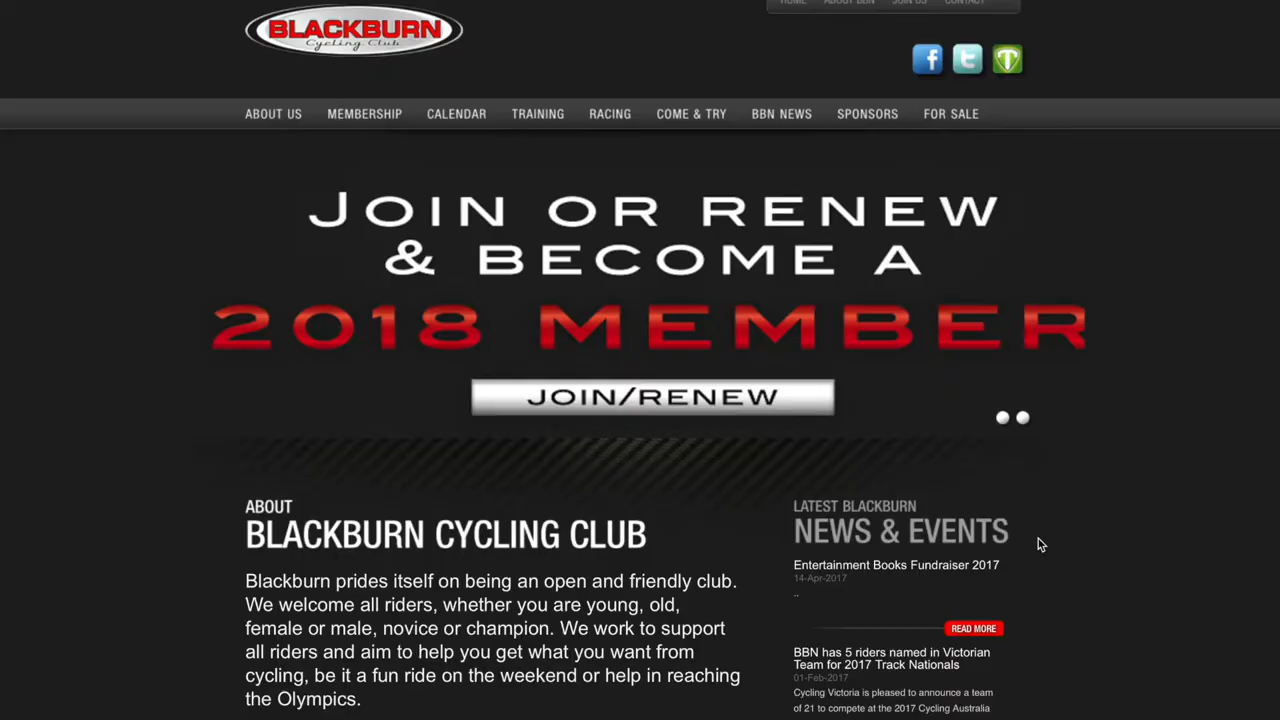 HOME ABOUT BBN JOIN US CONTACT
BLACKBURN
Cycling Club
ABOUT US MEMBERSHIP CALENDAR TRAINING RACING COME & TRY BBN NEWS SPONSORS FOR SALE
JOIN OR RENEW
& BECOME A
2018 MEMBER
JOIN/RENEW
ABOUT
BLACKBURN CYCLING CLUB
Blackburn prides itself on being an open and friendly club.
We welcome all riders, whether you are young, old,
female or male, novice or champion. We work to support
all riders and aim to help you get what you want from
cycling, be it a fun ride on the weekend or help in reaching
the Olympics.
LATEST BLACKBURN
NEWS & EVENTS
Entertainment Books Fundraiser 2017
14-Apr-2017
..
READ MORE
BBN has 5 riders named in Victorian
Team for 2017 Track Nationals
01-Feb-2017
Cycling Victoria is pleased to announce a team
of 21 to compete at the 2017 Cycling Australia